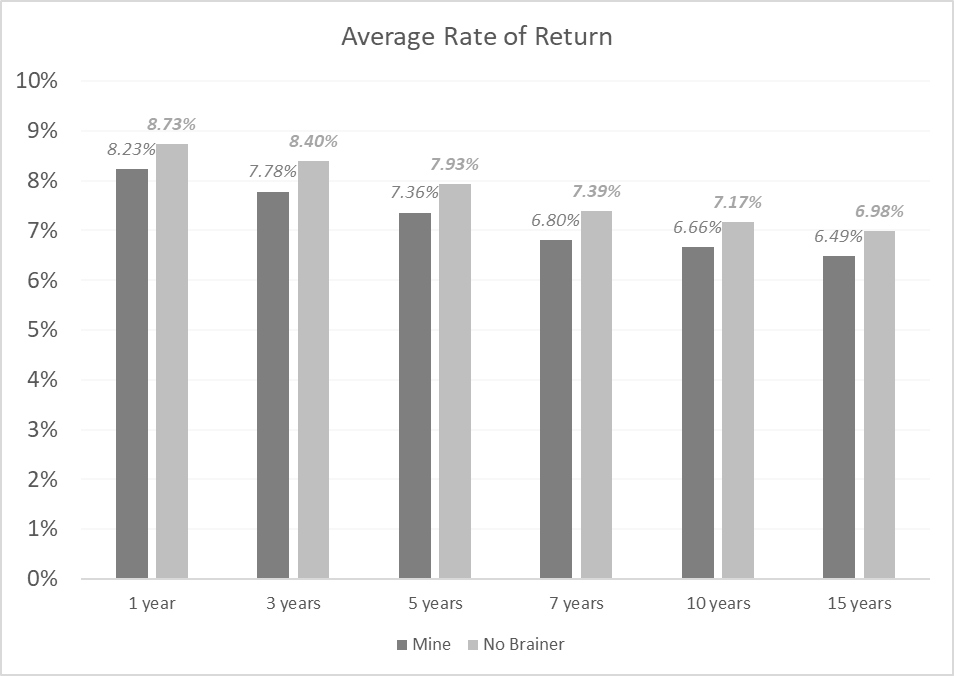 Average Rate of Return
10%
9%
8%
7%
6%
5%
4%
3%
2%
1%
0%
8.23%
8.73%
7.78%
8.40%
7.36%
7.93%
6.80%
7.39%
6.66%
7.17%
6.49%
6.98%
1 year
3 years
5 years
7 years
10 years
15 years
Mine
No Brainer